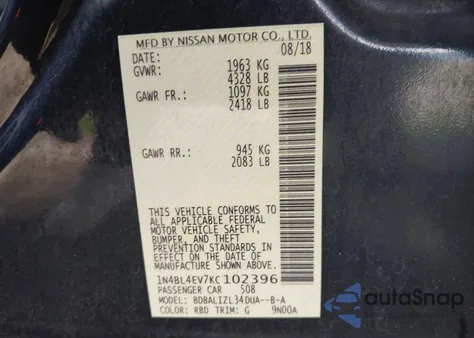 MFD BY NISSAN MOTOR CO., LTD.
DATE: 08/18
GVWR: 1963 KG
4328 LB
GAWR FR.: 1097 KG
2418 LB
GAWR RR.: 945 KG
2083 LB
THIS VEHICLE CONFORMS TO
ALL APPLICABLE FEDERAL
MOTOR VEHICLE SAFETY,
BUMPER, AND THEFT
PREVENTION STANDARDS IN
EFFECT ON THE DATE OF
MANUFACTURE SHOWN ABOVE.
1N4BL4EV7KC102396
PASSENGER CAR 508
MODEL: BDBALIZL34DUA--B-A
COLOR: RBD TRIM: G 9N00A
autoSnap